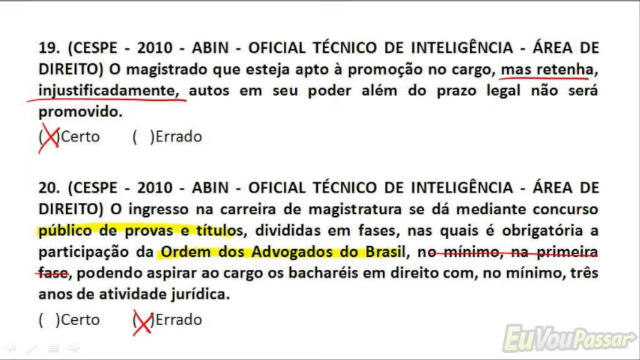 19. (CESPE - 2010 - ABIN - OFICIAL TÉCNICO DE INTELIGÊNCIA - ÁREA DE
DIREITO) O magistrado que esteja apto à promoção no cargo, mas retenha,
injustificadamente, autos em seu poder além do prazo legal não será
promovido.
(X)Certo ( )Errado
20. (CESPE - 2010 - ABIN - OFICIAL TÉCNICO DE INTELIGÊNCIA - ÁREA DE
DIREITO) O ingresso na carreira de magistratura se dá mediante concurso
público de provas e títulos, divididas em fases, nas quais é obrigatória a
participação da Ordem dos Advogados do Brasil, no mínimo, na primeira
fase, podendo aspirar ao cargo os bacharéis em direito com, no mínimo, três
anos de atividade jurídica.
( )Certo (X)Errado
EuVouPassar